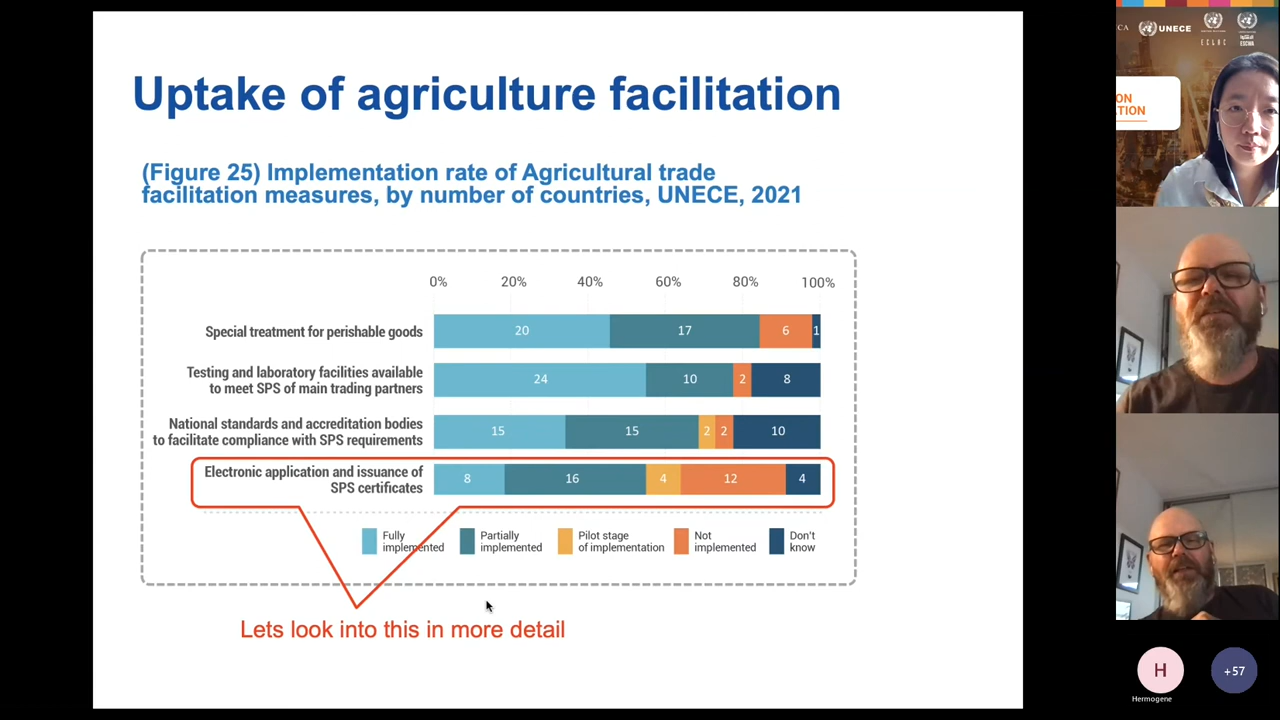 Uptake of agriculture facilitation
(Figure 25) Implementation rate of Agricultural trade
facilitation measures, by number of countries, UNECE, 2021
0% 20% 40% 60% 80% 100%
Special treatment for perishable goods 20 17 6 1
Testing and laboratory facilities available
to meet SPS of main trading partners 24 10 2 8
National standards and accreditation bodies
to facilitate compliance with SPS requirements 15 15 2 2 10
Electronic application and issuance of
SPS certificates 8 16 4 12 4
Fully
implemented
Partially
implemented
Pilot stage
of implementation
Not
implemented
Don't
know
Lets look into this in more detail
CA UNECE
ECLAC ESCWA
ON
TION
H
Hermogene
+57